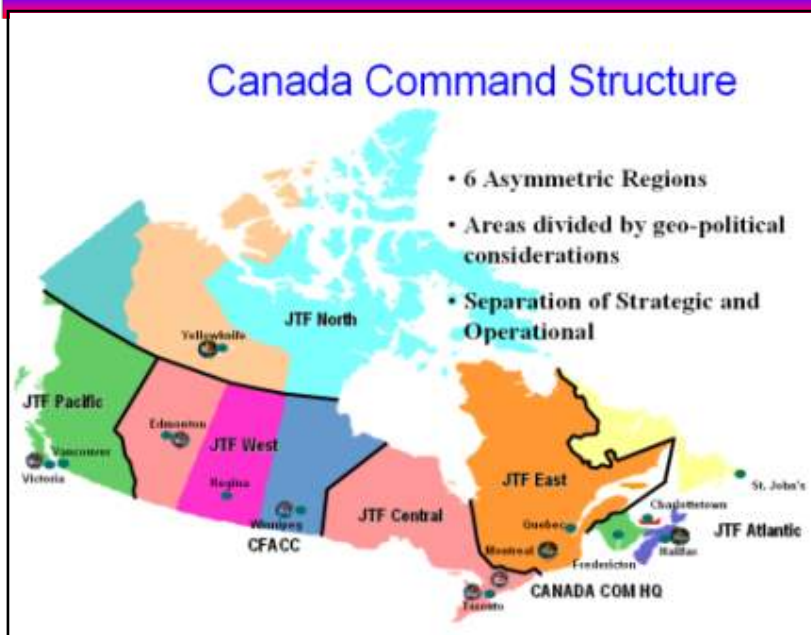 Canada Command Structure
• 6 Asymmetric Regions
• Areas divided by geo-political
considerations
• Separation of Strategic and
Operational
JTF North
Yellowknife
JTF Pacific
Edmonton
JTF West
Vancouver
Victoria
Regina
Winnipeg
CFACC
JTF Central
JTF East
Quebec
Montreal
Toronto
CANADA COM HQ
Fredericton
Charlottetown
Halifax
JTF Atlantic
St. John's